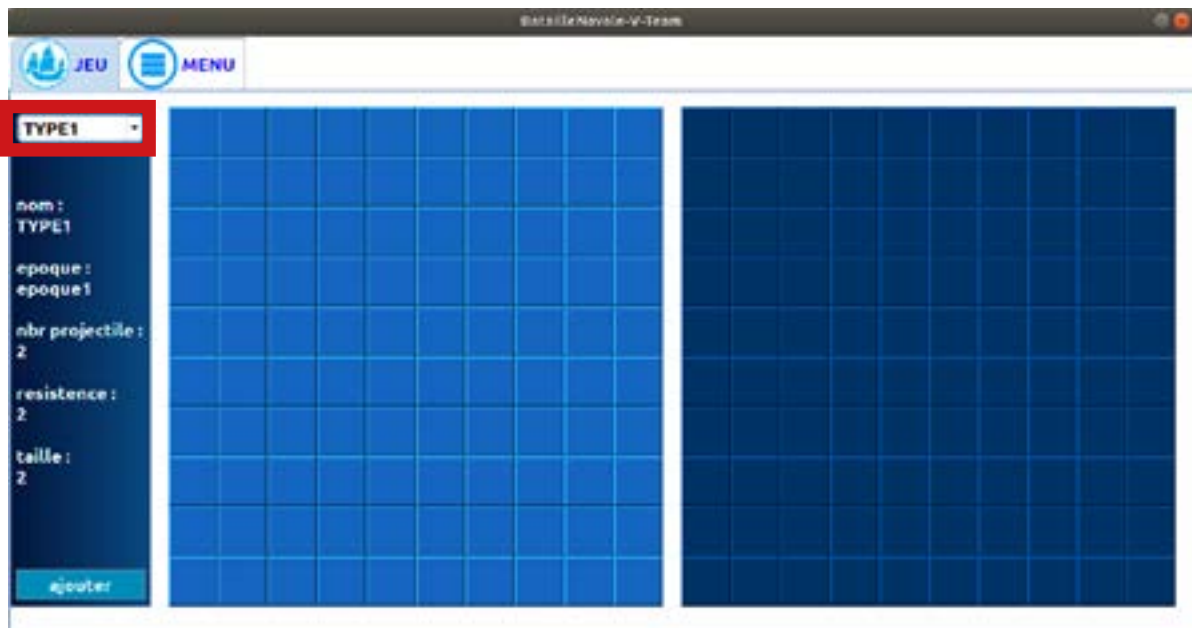 BatailleNavale-V-Team
JEU
MENU
TYPE1
nom :
TYPE1
epoque :
epoque1
nbr projectile :
2
resistence :
2
taille :
2
ajouter